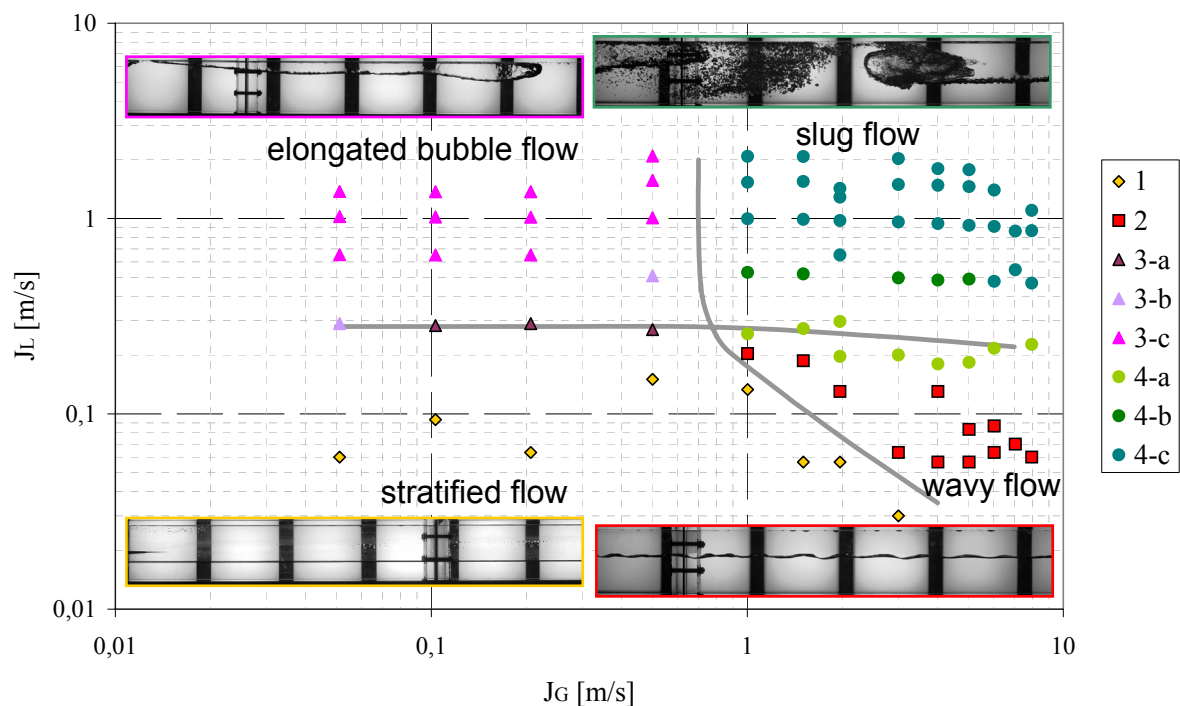 10
1
0,1
0,01
JL [m/s]
elongated bubble flow
slug flow
stratified flow
wavy flow
0,01
0,1
1
10
JG [m/s]
1
2
3-a
3-b
3-c
4-a
4-b
4-c